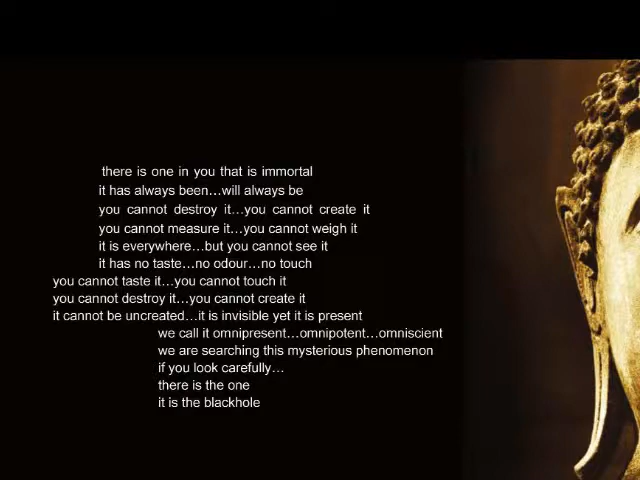 there is one in you that is immortal
it has always been...will always be
you cannot destroy it...you cannot create it
you cannot measure it...you cannot weigh it
it is everywhere...but you cannot see it
it has no taste...no odour...no touch
you cannot taste it...you cannot touch it
you cannot destroy it...you cannot create it
it cannot be uncreated...it is invisible yet it is present
we call it omnipresent...omnipotent...omniscient
we are searching this mysterious phenomenon
if you look carefully...
there is the one
it is the blackhole